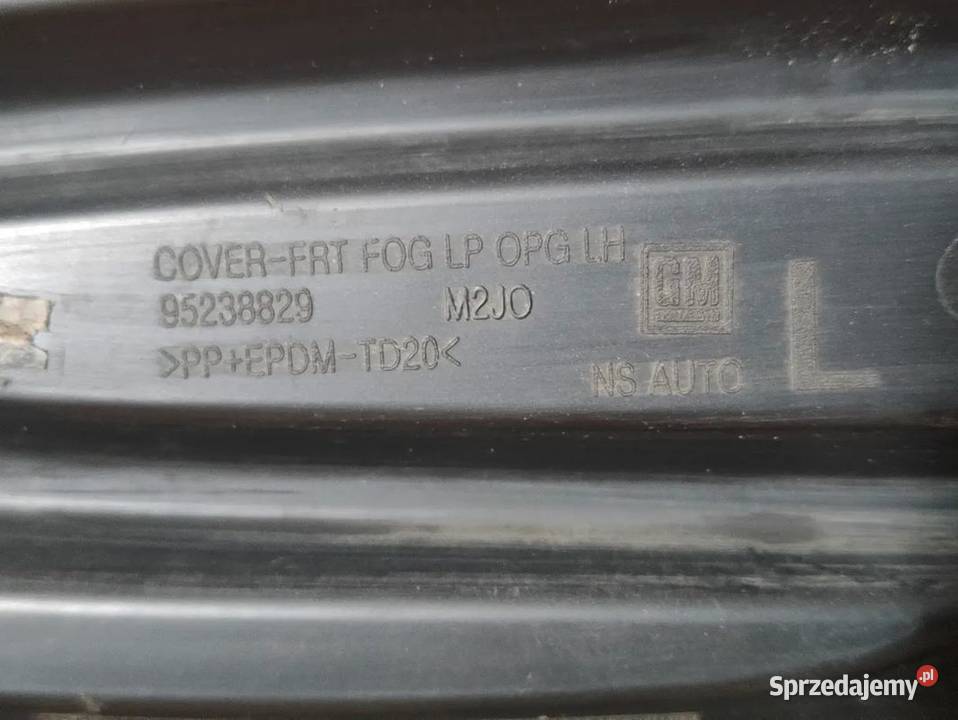 COVER-FRT FOG LP OPG LH
95238829 M2JO
>PP+EPDM-TD20<
GM
NS AUTO
L
Sprzedajemy.pl